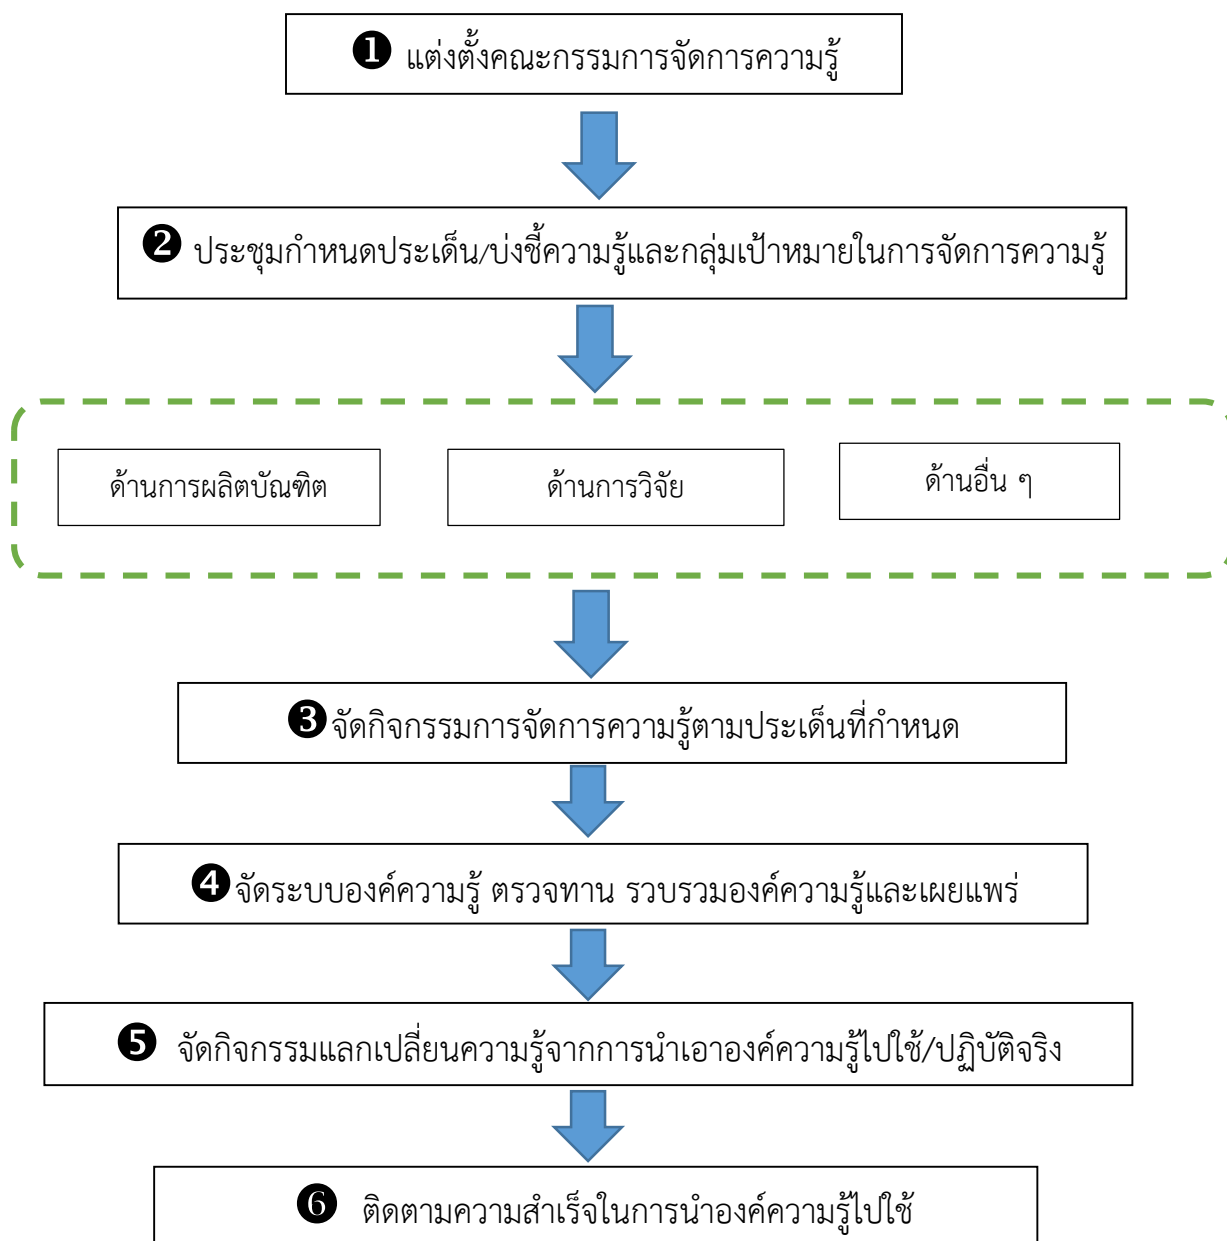 ❶ แต่งตั้งคณะกรรมการจัดการความรู้
❷ ประชุมกำหนดประเด็น/บ่งชี้ความรู้และกลุ่มเป้าหมายในการจัดการความรู้
ด้านการผลิตบัณฑิต
ด้านการวิจัย
ด้านอื่น ๆ
❸ จัดกิจกรรมการจัดการความรู้ตามประเด็นที่กำหนด
❹ จัดระบบองค์ความรู้ ตรวจทาน รวบรวมองค์ความรู้และเผยแพร่
❺ จัดกิจกรรมแลกเปลี่ยนความรู้จากการนำเอาองค์ความรู้ไปใช้/ปฏิบัติจริง
❻ ติดตามความสำเร็จในการนำองค์ความรู้ไปใช้